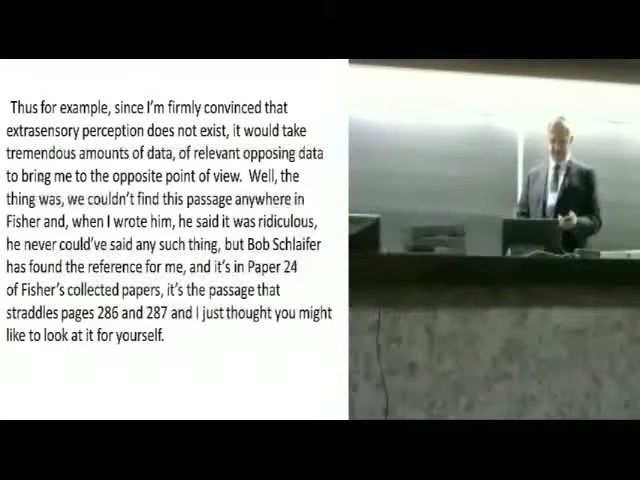 Thus for example, since I'm firmly convinced that
extrasensory perception does not exist, it would take
tremendous amounts of data, of relevant opposing data
to bring me to the opposite point of view. Well, the
thing was, we couldn't find this passage anywhere in
Fisher and, when I wrote him, he said it was ridiculous,
he never could've said any such thing, but Bob Schlaifer
has found the reference for me, and it's in Paper 24
of Fisher's collected papers, it's the passage that
straddles pages 286 and 287 and I just thought you might
like to look at it for yourself.